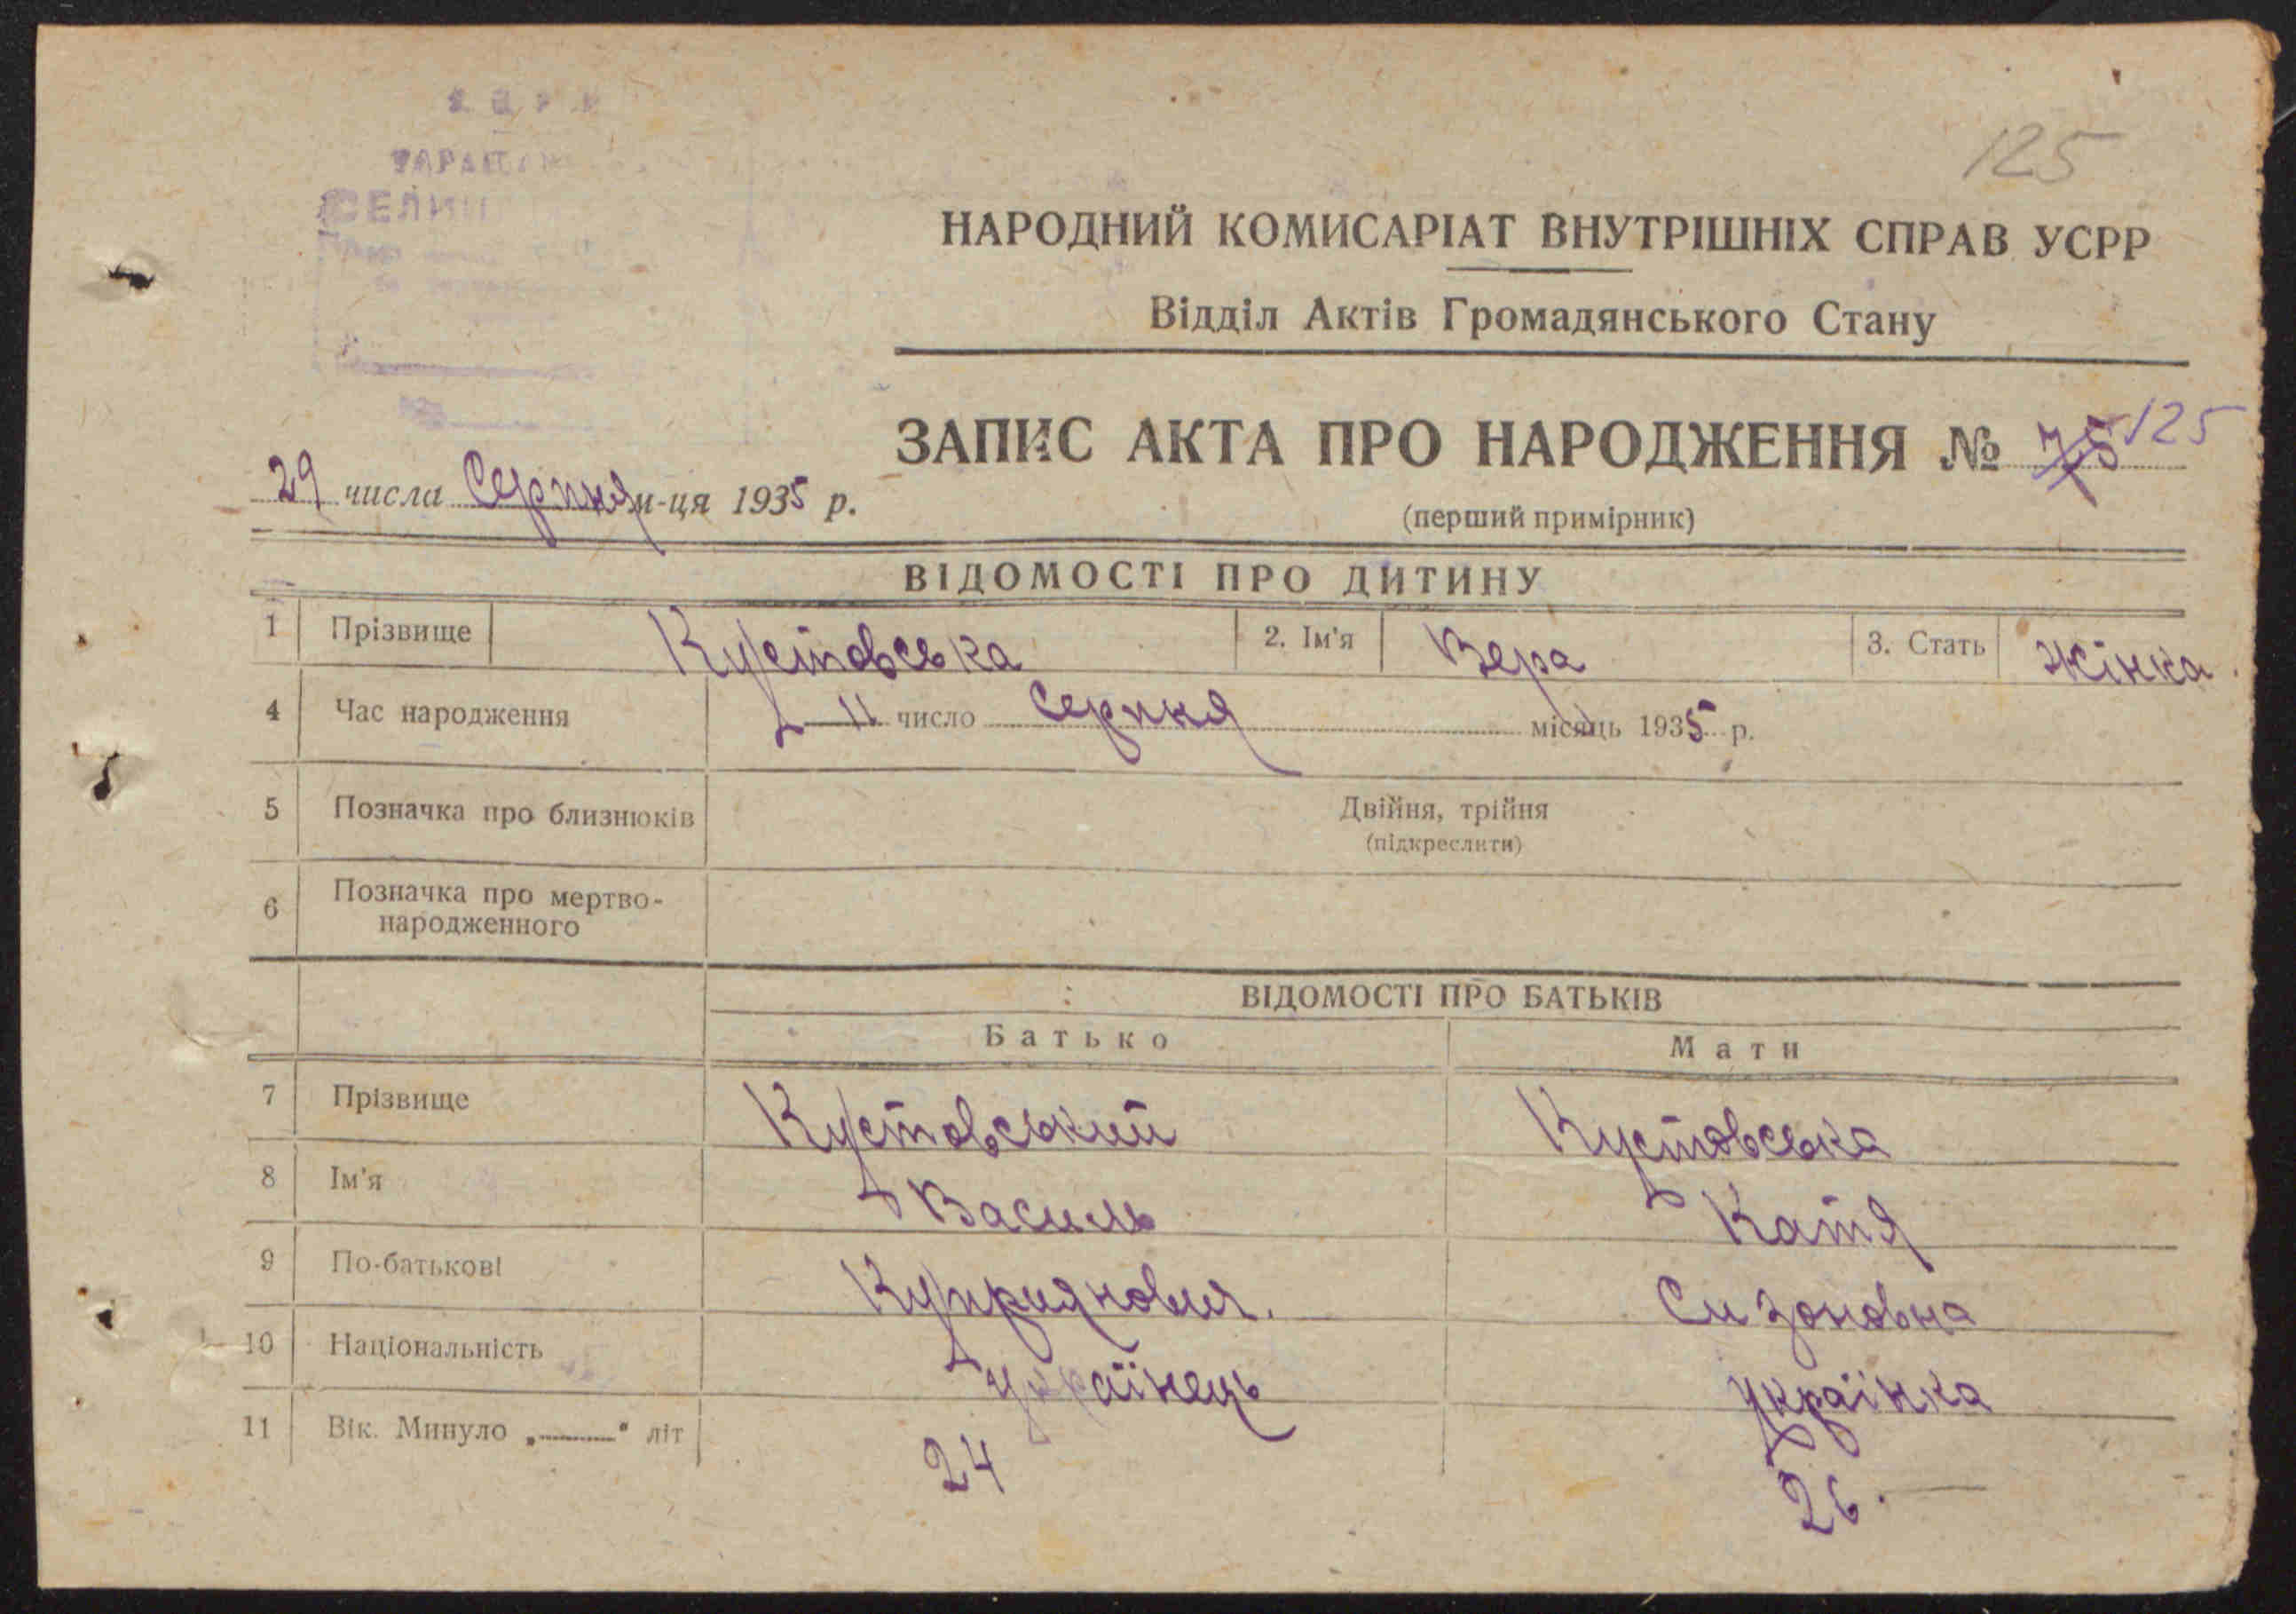 125
НАРОДНИЙ КОМИСАРІАТ ВНУТРІШНІХ СПРАВ УСРР
Відділ Актів Громадянського Стану
ЗАПИС АКТА ПРО НАРОДЖЕННЯ № 75 125
29 числа Серпня м-ця 1935 р.
(перший примірник)
ВІДОМОСТІ ПРО ДИТИНУ
1 Прізвище Кустовська 2. Ім'я Вера 3. Стать жінка
4 Час народження 11 число Серпня місяць 1935 р.
5 Позначка про близнюків Двійня, трійня
(підкреслити)
6 Позначка про мертво-
народженного
ВІДОМОСТІ ПРО БАТЬКІВ
Батько Мати
7 Прізвище Кустовський Кустовська
8 Ім'я Василь Катя
9 По-батькові Куприянович. Сизоновна
10 Національність українець українка
11 Вік. Минуло „ " літ 24 26.